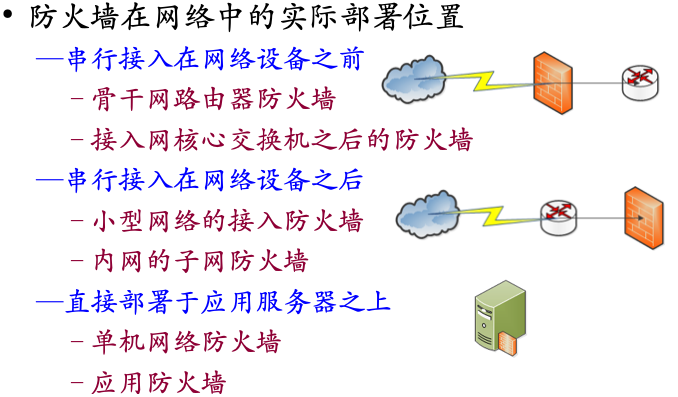 • 防火墙在网络中的实际部署位置
—串行接入在网络设备之前
－骨干网路由器防火墙
－接入网核心交换机之后的防火墙
—串行接入在网络设备之后
－小型网络的接入防火墙
－内网的子网防火墙
—直接部署于应用服务器之上
－单机网络防火墙
－应用防火墙